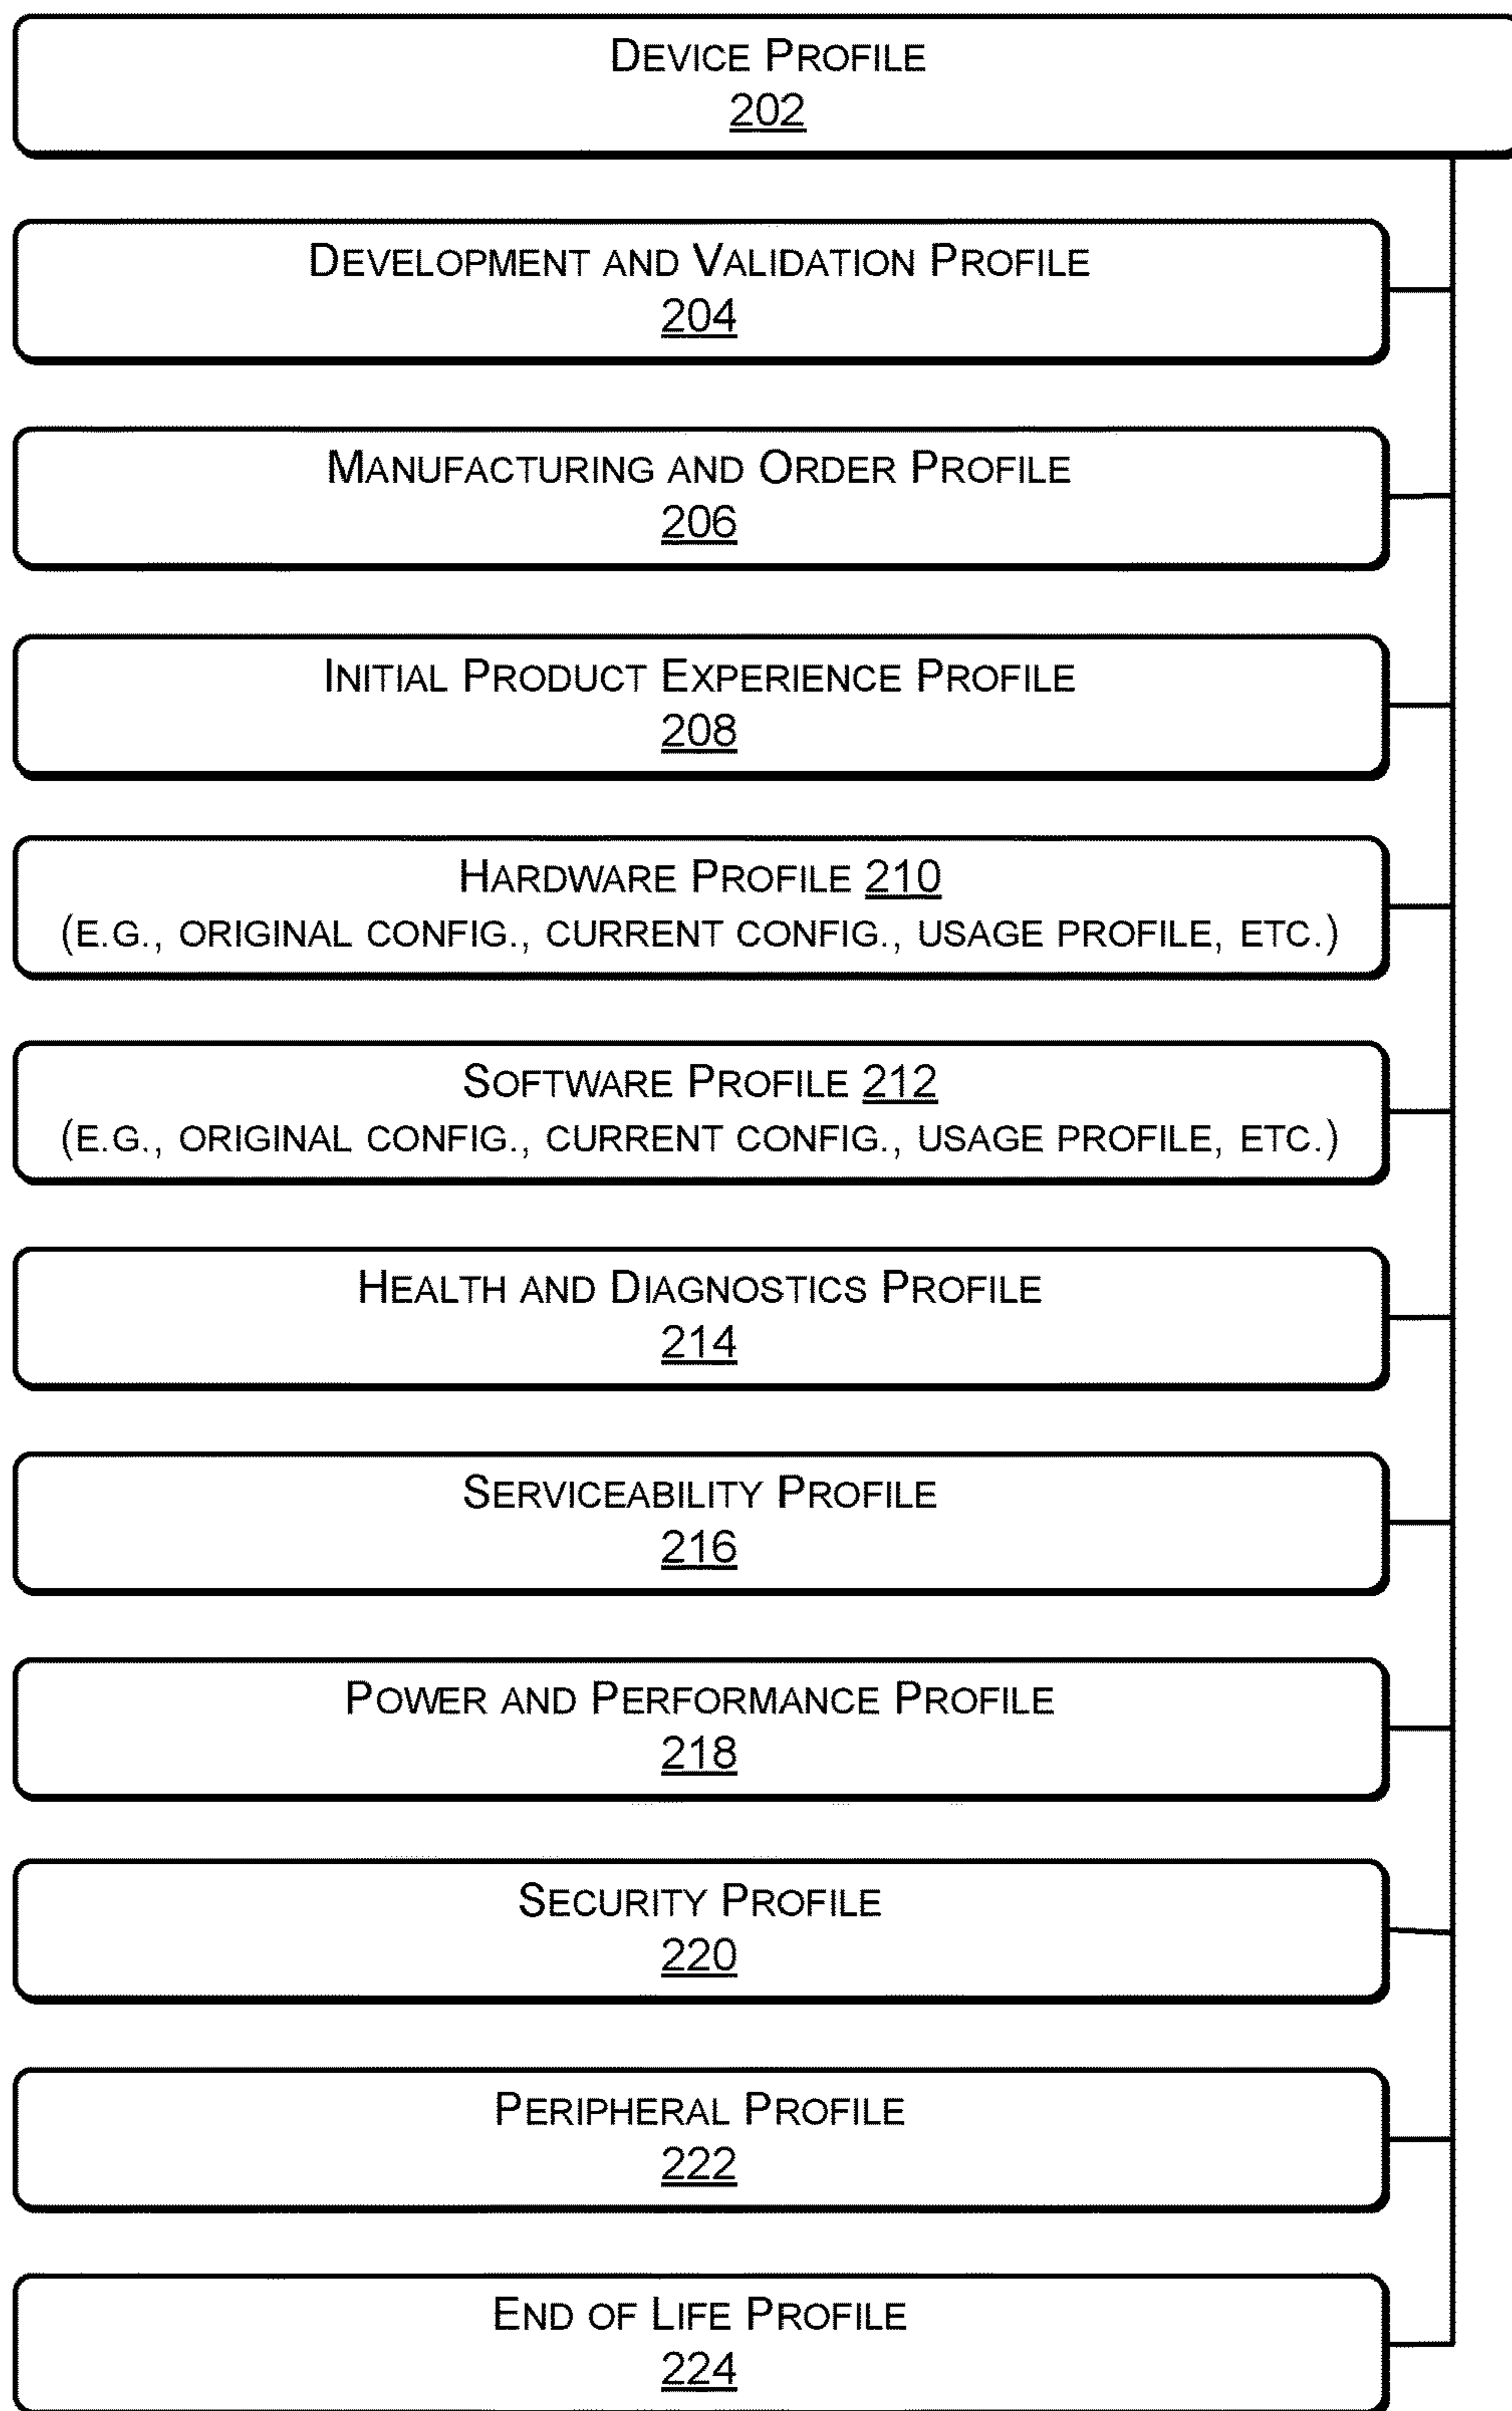 DEVICE PROFILE
202
DEVELOPMENT AND VALIDATION PROFILE
204
MANUFACTURING AND ORDER PROFILE
206
INITIAL PRODUCT EXPERIENCE PROFILE
208
HARDWARE PROFILE 210
(E.G., ORIGINAL CONFIG., CURRENT CONFIG., USAGE PROFILE, ETC.)
SOFTWARE PROFILE 212
(E.G., ORIGINAL CONFIG., CURRENT CONFIG., USAGE PROFILE, ETC.)
HEALTH AND DIAGNOSTICS PROFILE
214
SERVICEABILITY PROFILE
216
POWER AND PERFORMANCE PROFILE
218
SECURITY PROFILE
220
PERIPHERAL PROFILE
222
END OF LIFE PROFILE
224